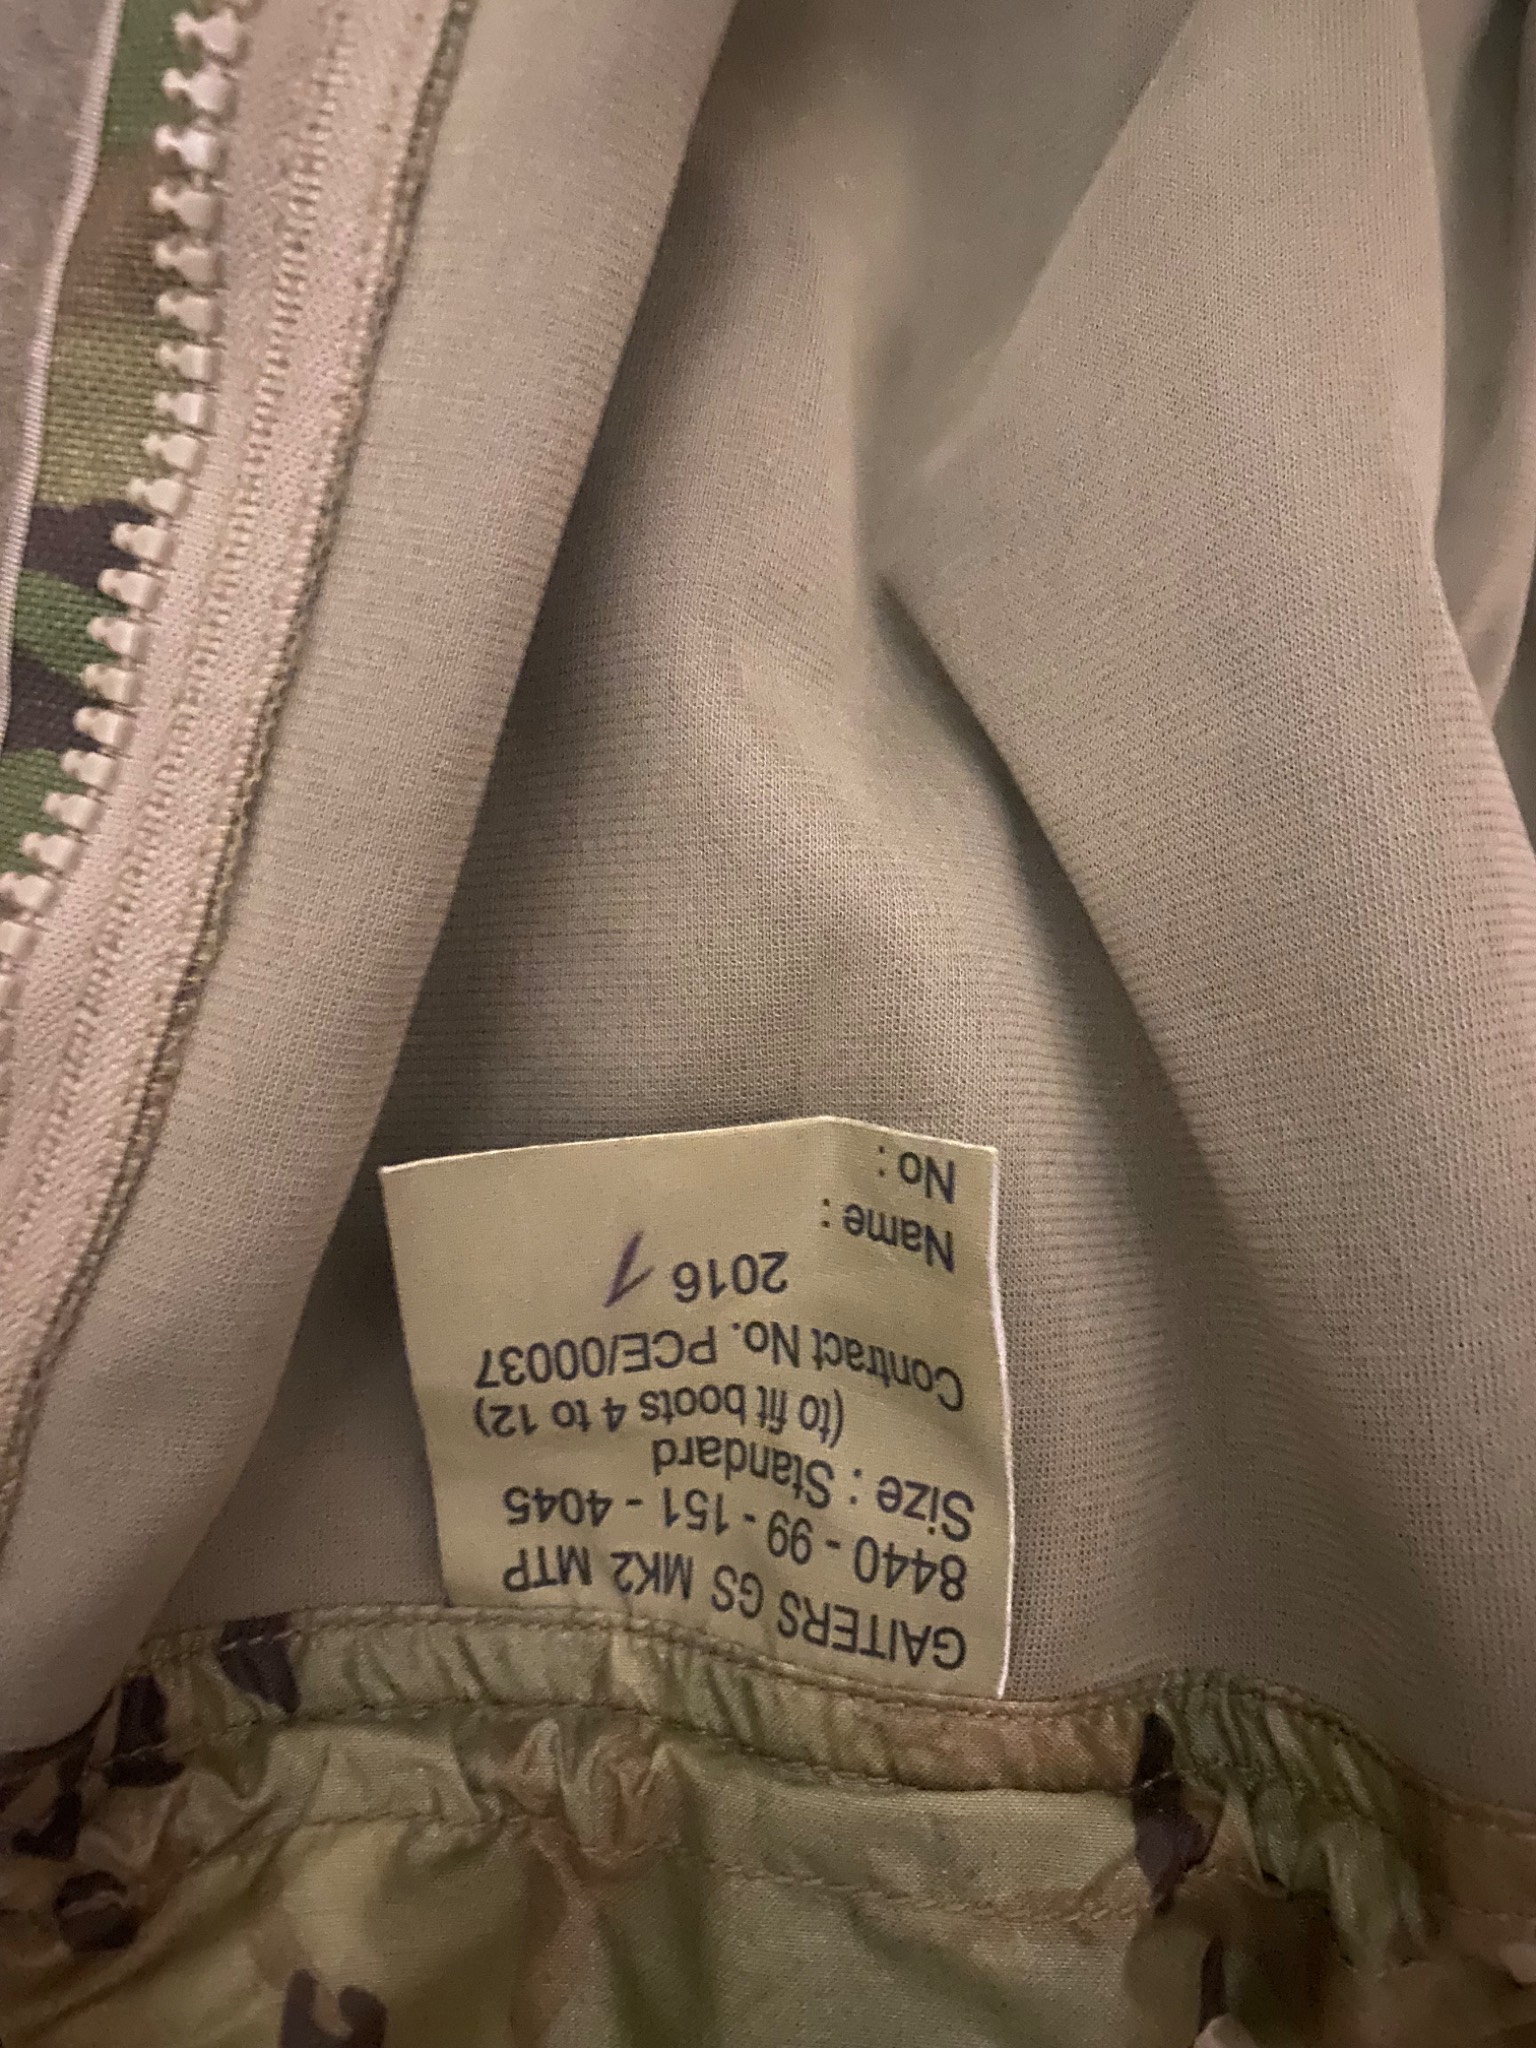 GAITERS GS MK2 MTP
8440 - 99 - 151 - 4045
Size : Standard
(to fit boots 4 to 12)
Contract No. PCE/00037
2016 1
Name :
No :